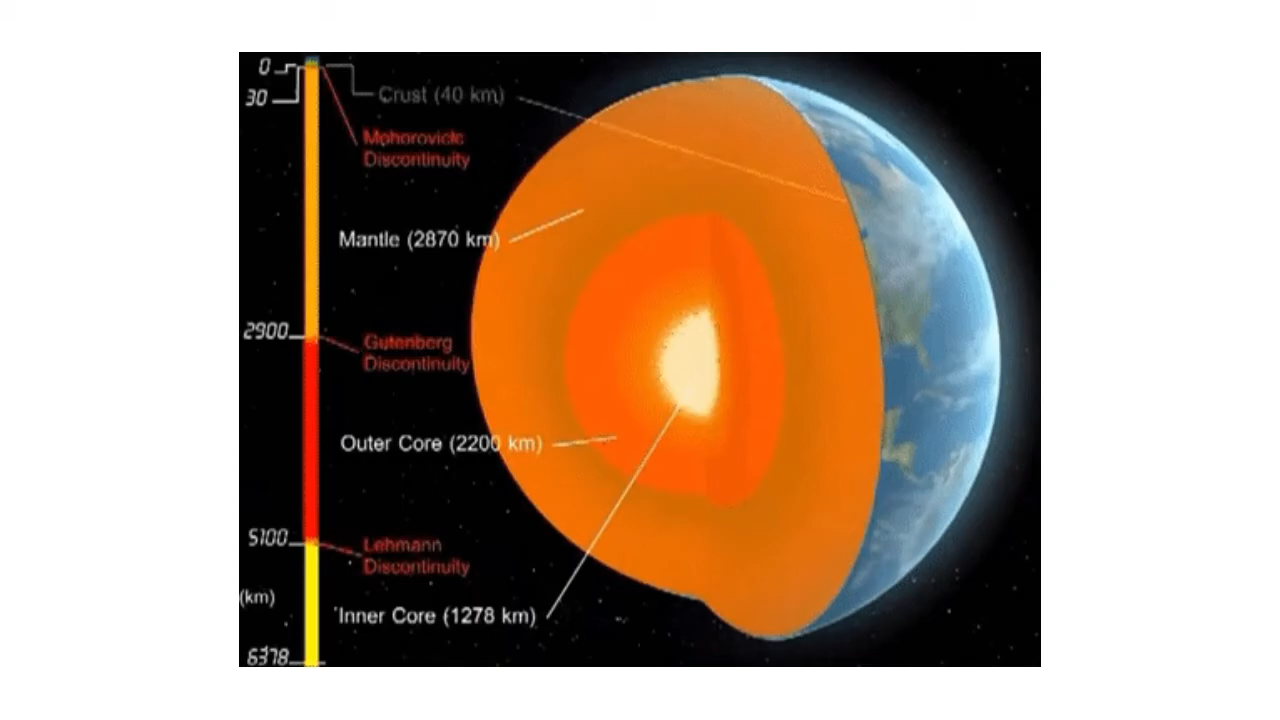 0
30
Crust (40 km)
Mohorovicic
Discontinuity
Mantle (2870 km)
2900
Gutenberg
Discontinuity
Outer Core (2200 km)
5100
Lehmann
Discontinuity
(km)
Inner Core (1278 km)
6378